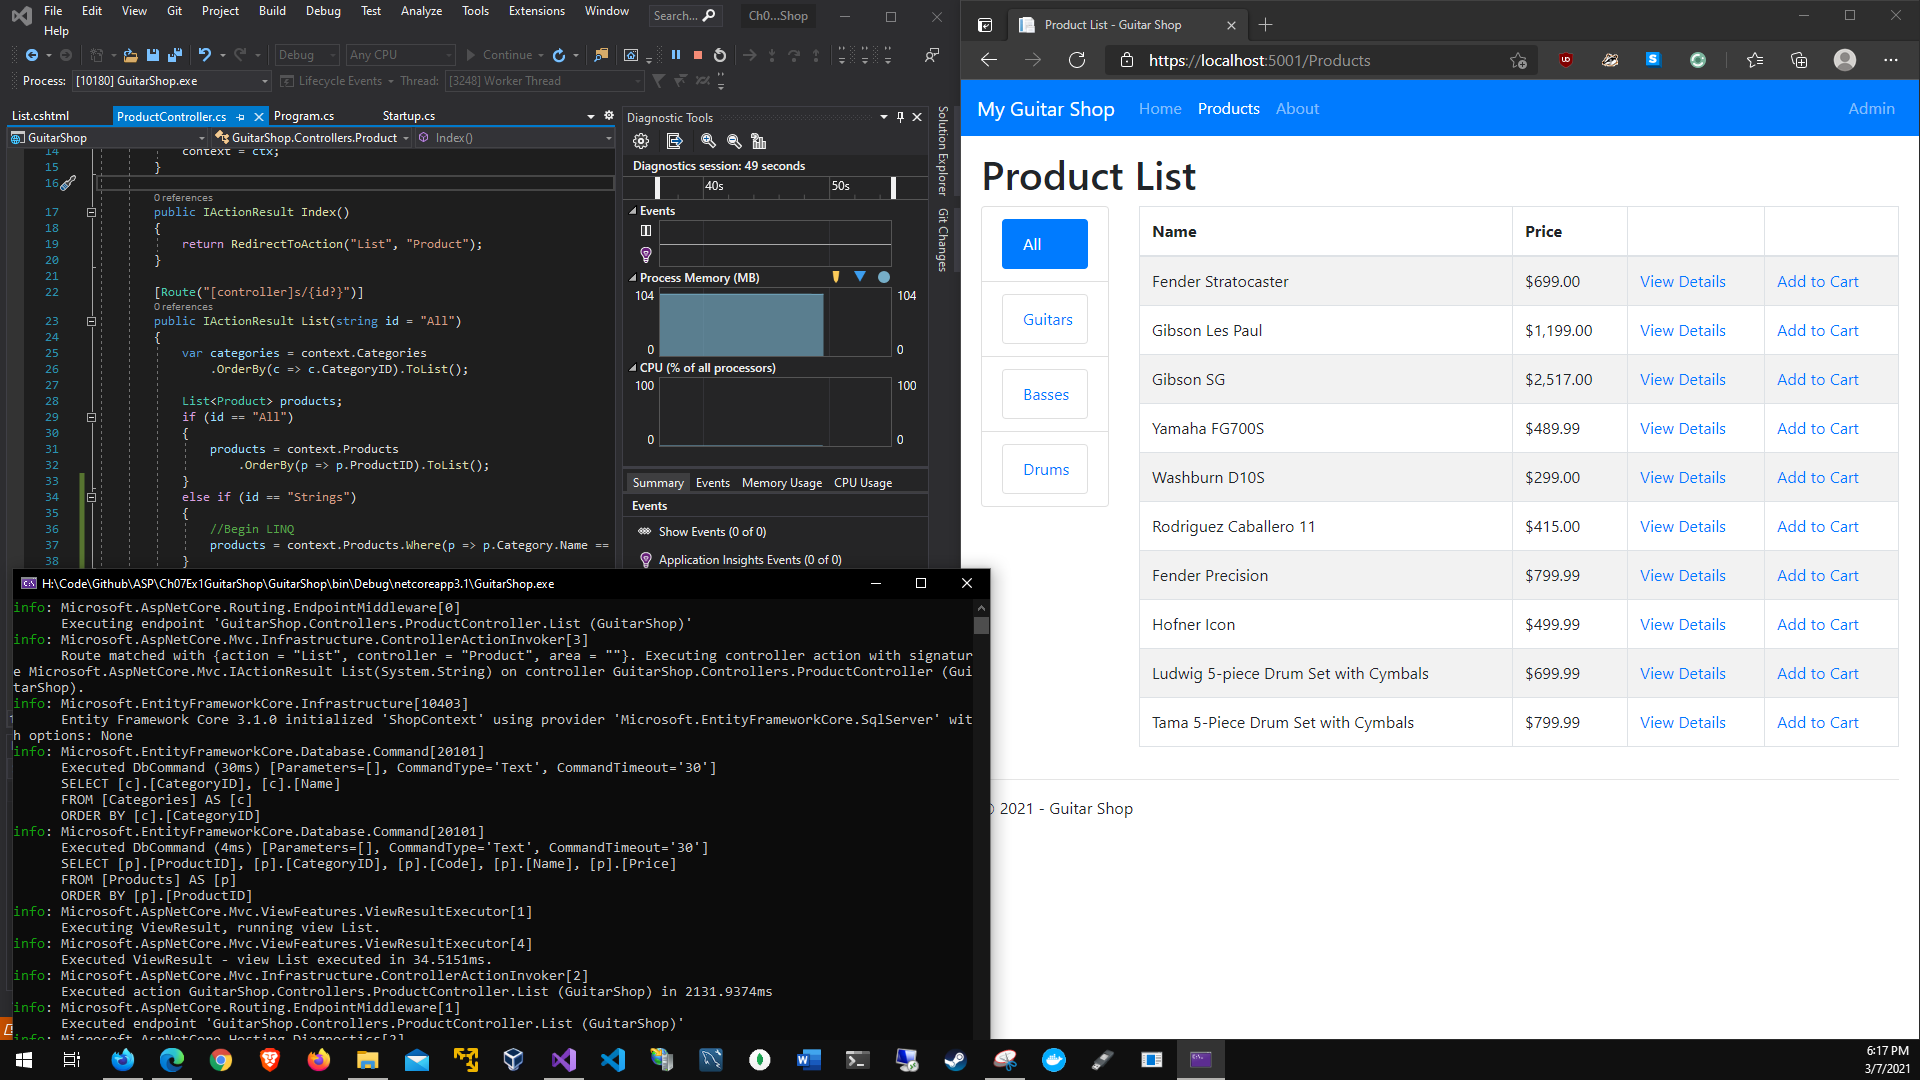 File Edit View Git Project Build Debug Test Analyze Tools Extensions Window Search... Ch0...Shop
Help
Debug Any CPU Continue
Process: [10180] GuitarShop.exe Lifecycle Events Thread: [3248] Worker Thread
List.cshtml ProductController.cs Program.cs Startup.cs
GuitarShop GuitarShop.Controllers.Product Index()
14 context = ctx;
15 }
16
0 references
17 public IActionResult Index()
18 {
19 return RedirectToAction("List", "Product");
20 }
21
22 [Route("[controller]s/{id?}")]
0 references
23 public IActionResult List(string id = "All")
24 {
25 var categories = context.Categories
26 .OrderBy(c => c.CategoryID).ToList();
27
28 List<Product> products;
29 if (id == "All")
30 {
31 products = context.Products
32 .OrderBy(p => p.ProductID).ToList();
33 }
34 else if (id == "Strings")
35 {
36 //Begin LINQ
37 products = context.Products.Where(p => p.Category.Name ==
38 }
Diagnostic Tools
Diagnostics session: 49 seconds
40s 50s
Events
Process Memory (MB)
104 104
0 0
CPU (% of all processors)
100 100
0 0
Summary Events Memory Usage CPU Usage
Events
Show Events (0 of 0)
Application Insights Events (0 of 0)
Solution Explorer
Git Changes
H:\Code\Github\ASP\Ch07Ex1GuitarShop\GuitarShop\bin\Debug\netcoreapp3.1\GuitarShop.exe
info: Microsoft.AspNetCore.Routing.EndpointMiddleware[0]
Executing endpoint 'GuitarShop.Controllers.ProductController.List (GuitarShop)'
info: Microsoft.AspNetCore.Mvc.Infrastructure.ControllerActionInvoker[3]
Route matched with {action = "List", controller = "Product", area = ""}. Executing controller action with signatur
e Microsoft.AspNetCore.Mvc.IActionResult List(System.String) on controller GuitarShop.Controllers.ProductController (Gui
tarShop).
info: Microsoft.EntityFrameworkCore.Infrastructure[10403]
Entity Framework Core 3.1.0 initialized 'ShopContext' using provider 'Microsoft.EntityFrameworkCore.SqlServer' wit
h options: None
info: Microsoft.EntityFrameworkCore.Database.Command[20101]
Executed DbCommand (30ms) [Parameters=[], CommandType='Text', CommandTimeout='30']
SELECT [c].[CategoryID], [c].[Name]
FROM [Categories] AS [c]
ORDER BY [c].[CategoryID]
info: Microsoft.EntityFrameworkCore.Database.Command[20101]
Executed DbCommand (4ms) [Parameters=[], CommandType='Text', CommandTimeout='30']
SELECT [p].[ProductID], [p].[CategoryID], [p].[Code], [p].[Name], [p].[Price]
FROM [Products] AS [p]
ORDER BY [p].[ProductID]
info: Microsoft.AspNetCore.Mvc.ViewFeatures.ViewResultExecutor[1]
Executing ViewResult, running view List.
info: Microsoft.AspNetCore.Mvc.ViewFeatures.ViewResultExecutor[4]
Executed ViewResult - view List executed in 34.5151ms.
info: Microsoft.AspNetCore.Mvc.Infrastructure.ControllerActionInvoker[2]
Executed action GuitarShop.Controllers.ProductController.List (GuitarShop) in 2131.9374ms
info: Microsoft.AspNetCore.Routing.EndpointMiddleware[1]
Executed endpoint 'GuitarShop.Controllers.ProductController.List (GuitarShop)'
info: Microsoft.AspNetCore.Hosting.Diagnostics[2]
Product List - Guitar Shop
https://localhost:5001/Products
My Guitar Shop Home Products About Admin
Product List
All
Guitars
Basses
Drums
Name Price
Fender Stratocaster $699.00 View Details Add to Cart
Gibson Les Paul $1,199.00 View Details Add to Cart
Gibson SG $2,517.00 View Details Add to Cart
Yamaha FG700S $489.99 View Details Add to Cart
Washburn D10S $299.00 View Details Add to Cart
Rodriguez Caballero 11 $415.00 View Details Add to Cart
Fender Precision $799.99 View Details Add to Cart
Hofner Icon $499.99 View Details Add to Cart
Ludwig 5-piece Drum Set with Cymbals $699.99 View Details Add to Cart
Tama 5-Piece Drum Set with Cymbals $799.99 View Details Add to Cart
© 2021 - Guitar Shop
6:17 PM
3/7/2021